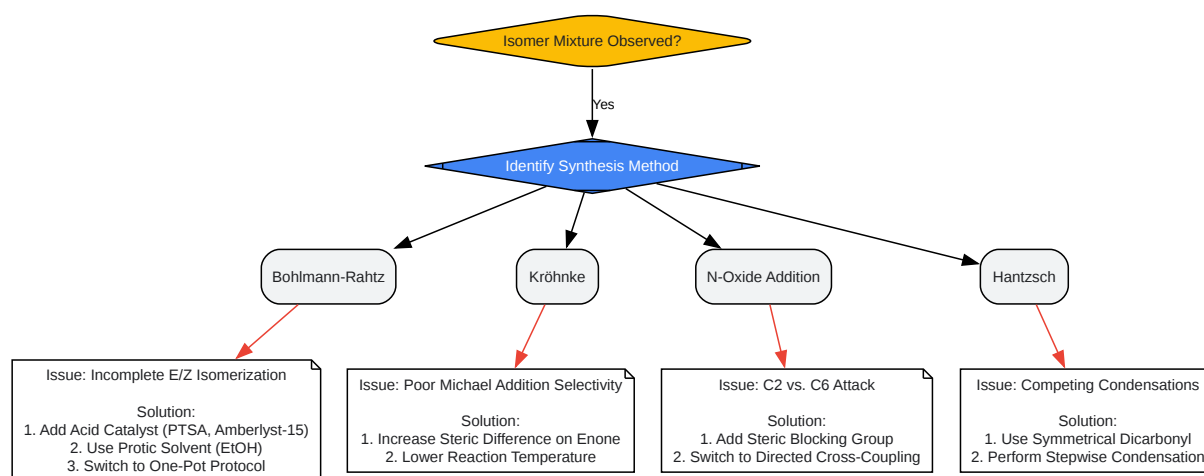 Isomer Mixture Observed?
Yes
Identify Synthesis Method
Bohlmann-Rahtz
Kröhnke
N-Oxide Addition
Hantzsch
Issue: Incomplete E/Z Isomerization
Solution:
1. Add Acid Catalyst (PTSA, Amberlyst-15)
2. Use Protic Solvent (EtOH)
3. Switch to One-Pot Protocol
Issue: Poor Michael Addition Selectivity
Solution:
1. Increase Steric Difference on Enone
2. Lower Reaction Temperature
Issue: C2 vs. C6 Attack
Solution:
1. Add Steric Blocking Group
2. Switch to Directed Cross-Coupling
Issue: Competing Condensations
Solution:
1. Use Symmetrical Dicarbonyl
2. Perform Stepwise Condensation